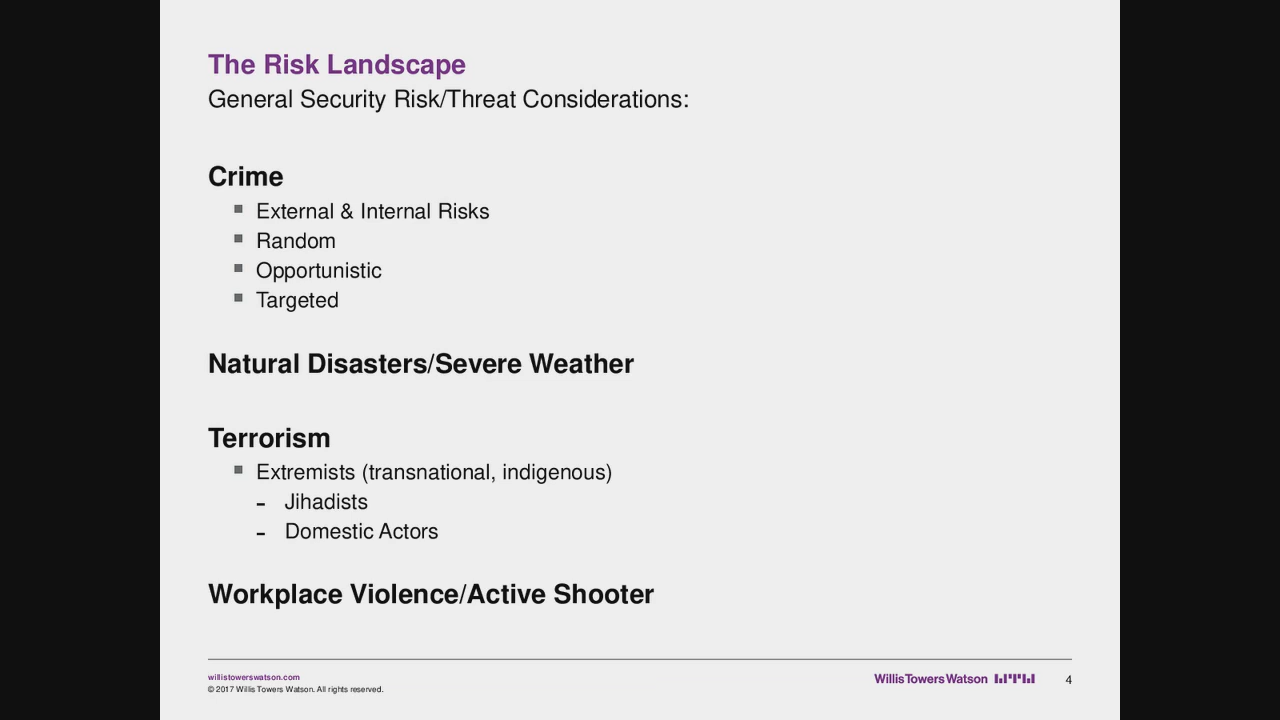 The Risk Landscape
General Security Risk/Threat Considerations:
Crime
External & Internal Risks
Random
Opportunistic
Targeted
Natural Disasters/Severe Weather
Terrorism
Extremists (transnational, indigenous)
- Jihadists
- Domestic Actors
Workplace Violence/Active Shooter
willistowerswatson.com
© 2017 Willis Towers Watson. All rights reserved.
WillisTowersWatson
4